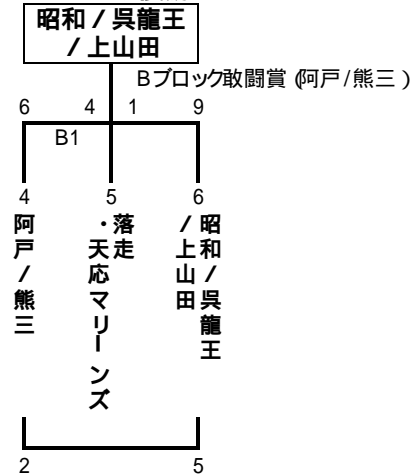 昭和/呉龍王
/上山田
Bブロック敢闘賞(阿戸/熊三)
6 4 1 9
B1
4 5 6
阿戸/熊三
落走
・天応マリーンズ
昭和/呉龍王
/上山田
2 5